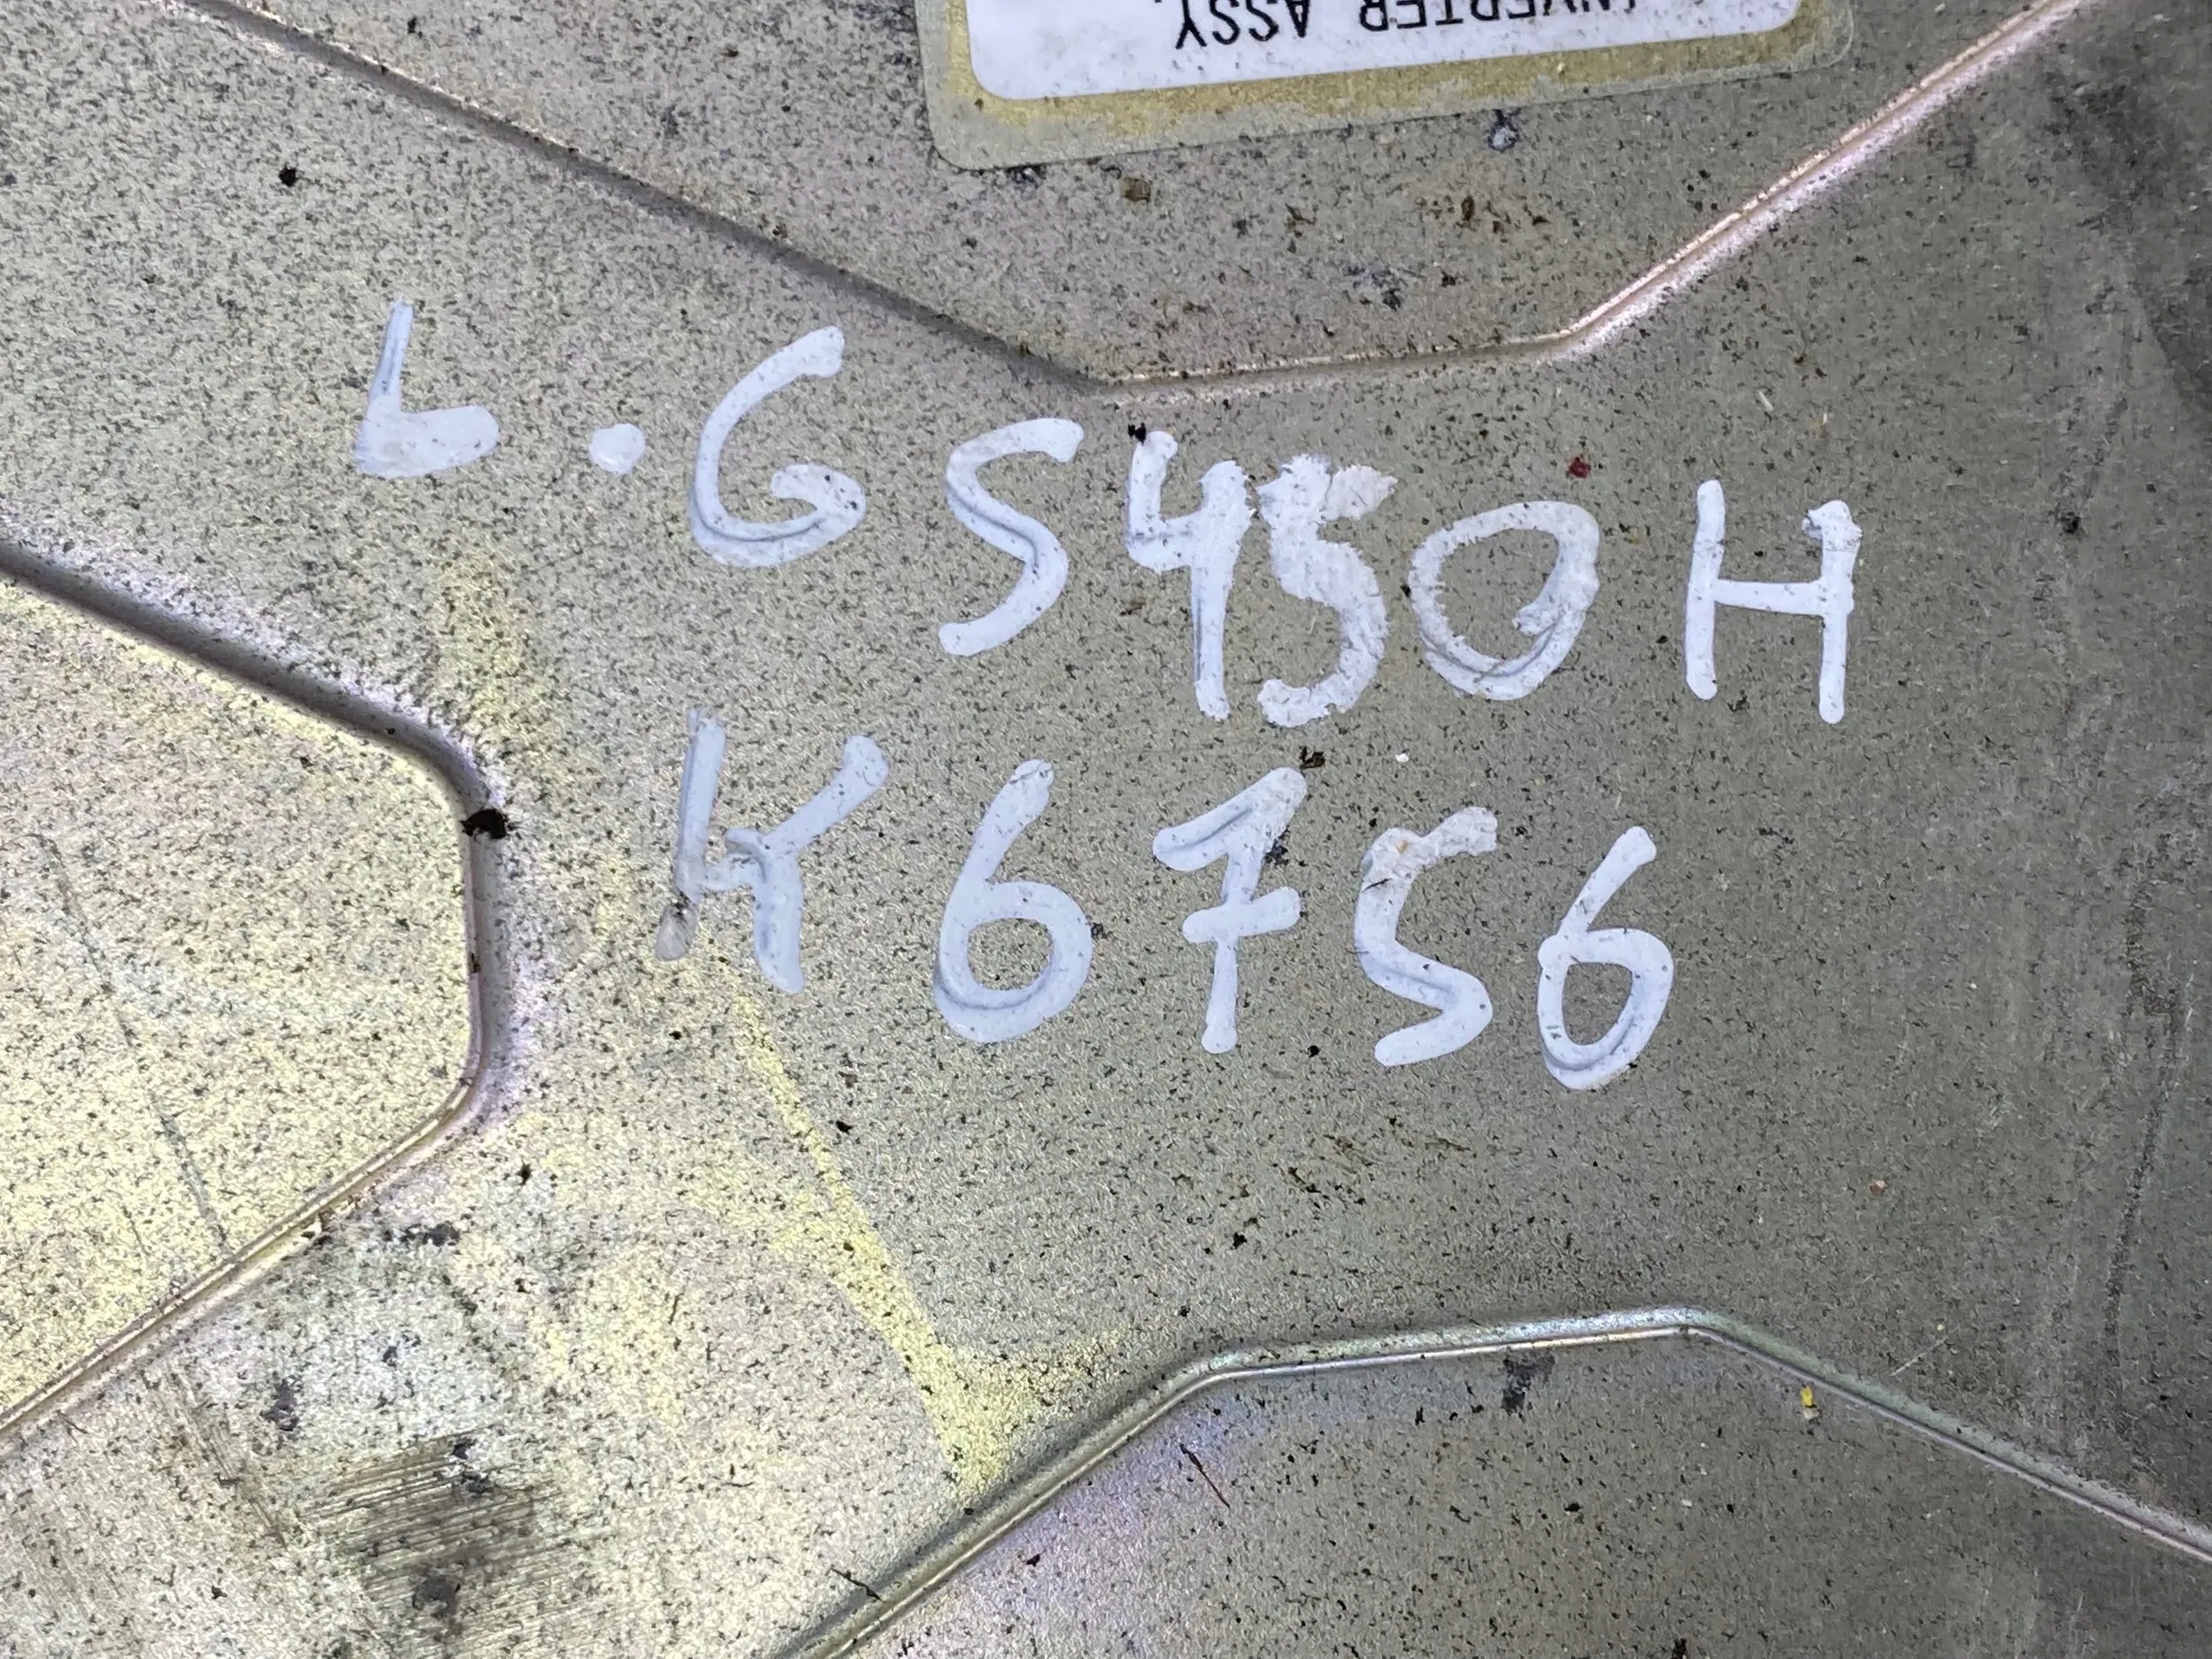 INVERTER ASSY.
L.GS450H
K6756